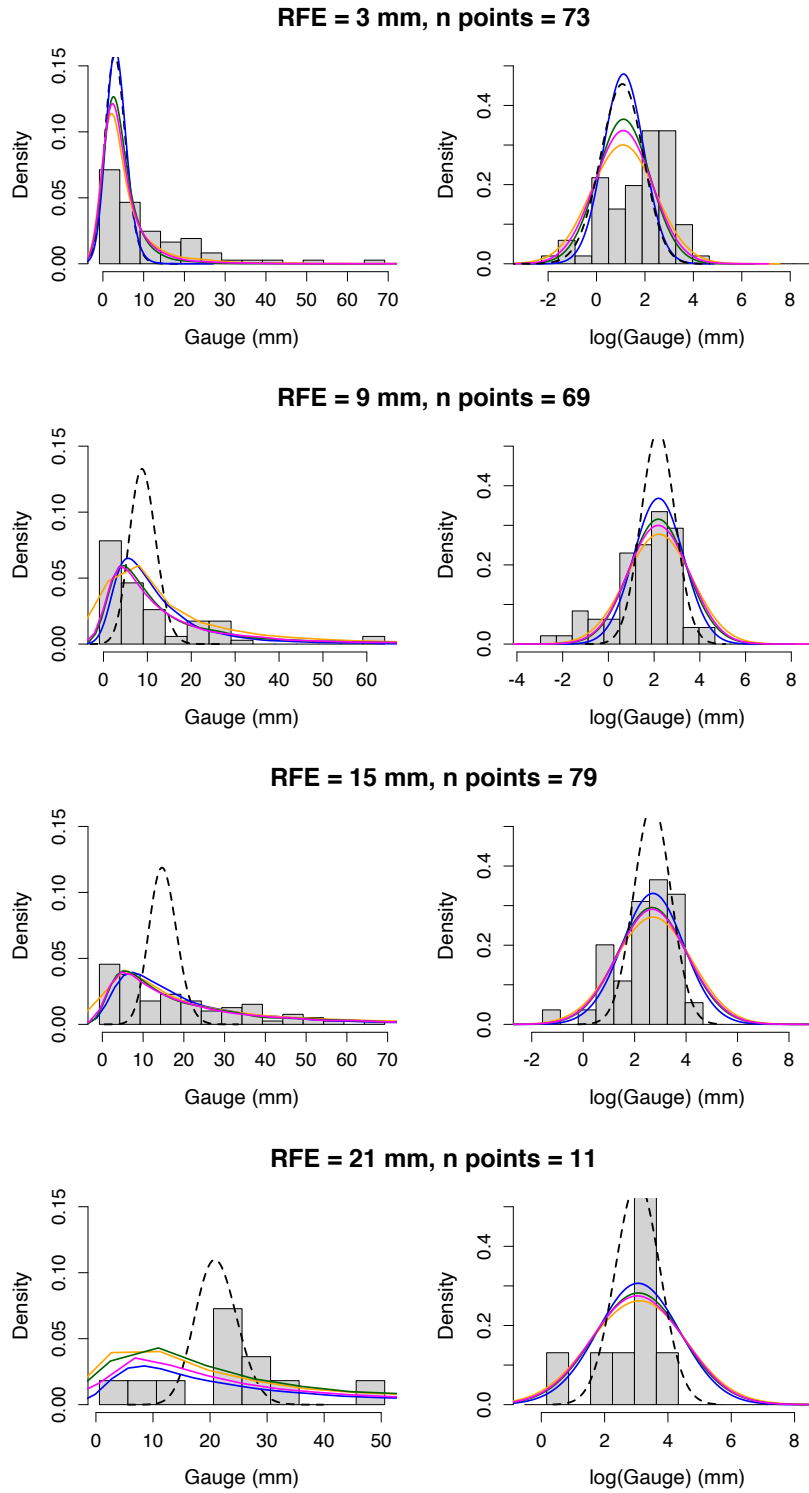 RFE = 3 mm, n points = 73
Density
0.00 0.05 0.10 0.15
0 10 20 30 40 50 60 70
Gauge (mm)
Density
0.0 0.2 0.4
-2 0 2 4 6 8
log(Gauge) (mm)
RFE = 9 mm, n points = 69
Density
0.00 0.05 0.10 0.15
0 10 20 30 40 50 60
Gauge (mm)
Density
0.0 0.2 0.4
-4 -2 0 2 4 6 8
log(Gauge) (mm)
RFE = 15 mm, n points = 79
Density
0.00 0.05 0.10 0.15
0 10 20 30 40 50 60 70
Gauge (mm)
Density
0.0 0.2 0.4
-2 0 2 4 6 8
log(Gauge) (mm)
RFE = 21 mm, n points = 11
Density
0.00 0.05 0.10 0.15
0 10 20 30 40 50
Gauge (mm)
Density
0.0 0.2 0.4
0 2 4 6 8
log(Gauge) (mm)